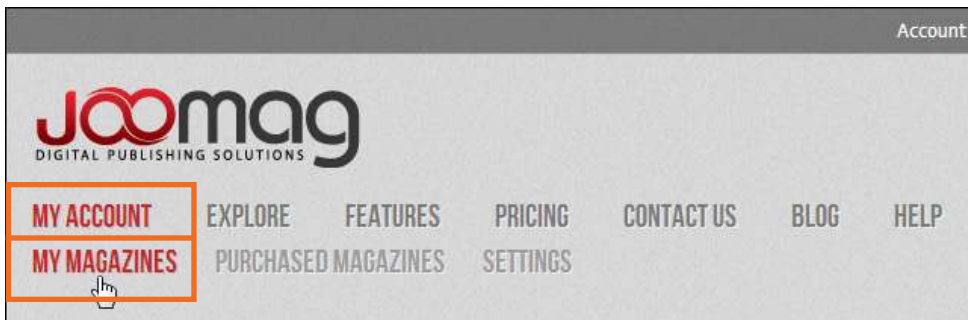 Account
JOOmag
DIGITAL PUBLISHING SOLUTIONS
MY ACCOUNT EXPLORE FEATURES PRICING CONTACT US BLOG HELP
MY MAGAZINES PURCHASED MAGAZINES SETTINGS